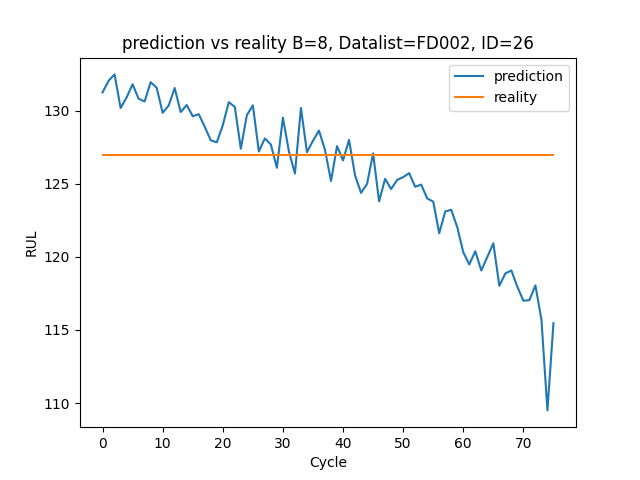 prediction vs reality B=8, Datalist=FD002, ID=26
prediction
reality
RUL
130
125
120
115
110
0 10 20 30 40 50 60 70
Cycle